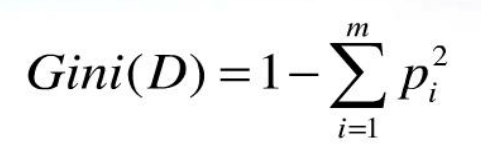 Gini(D) = 1 − ∑_{i=1}^{m} p_i^2